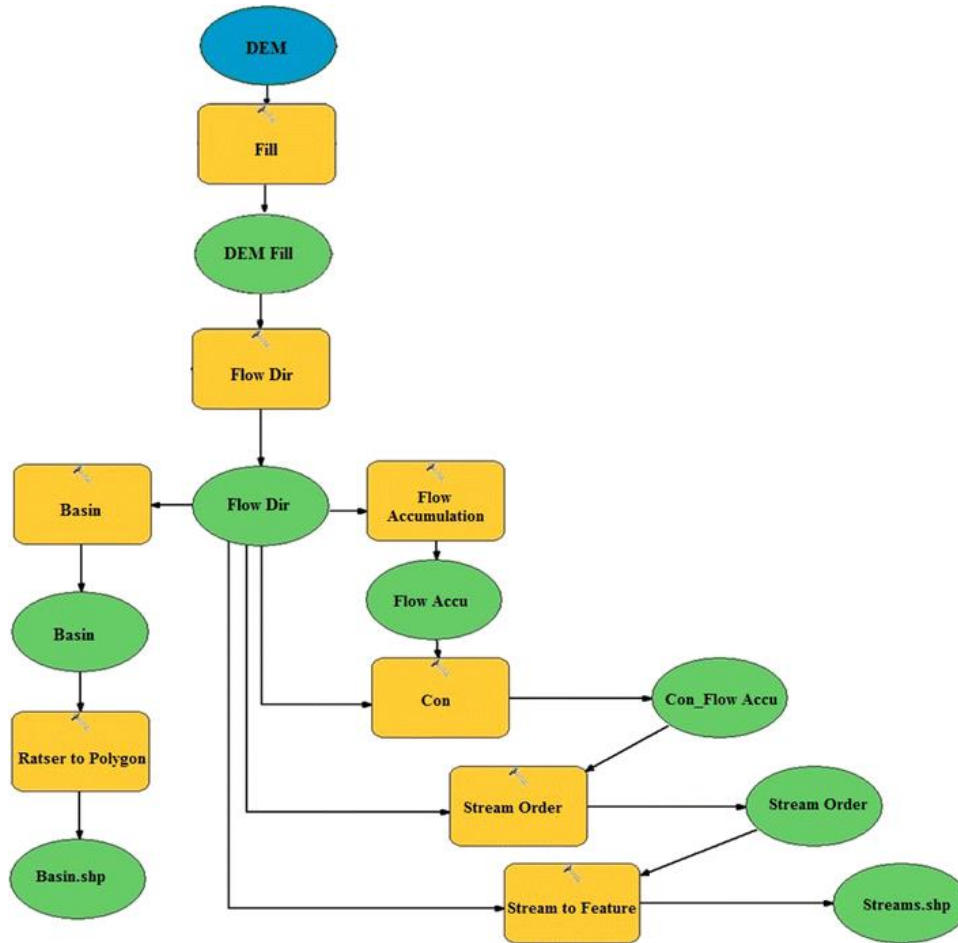 DEM
Fill
DEM Fill
Flow Dir
Basin
Flow Dir
Flow
Accumulation
Basin
Flow Accu
Ratser to Polygon
Con
Con_Flow Accu
Stream Order
Stream Order
Basin.shp
Stream to Feature
Streams.shp